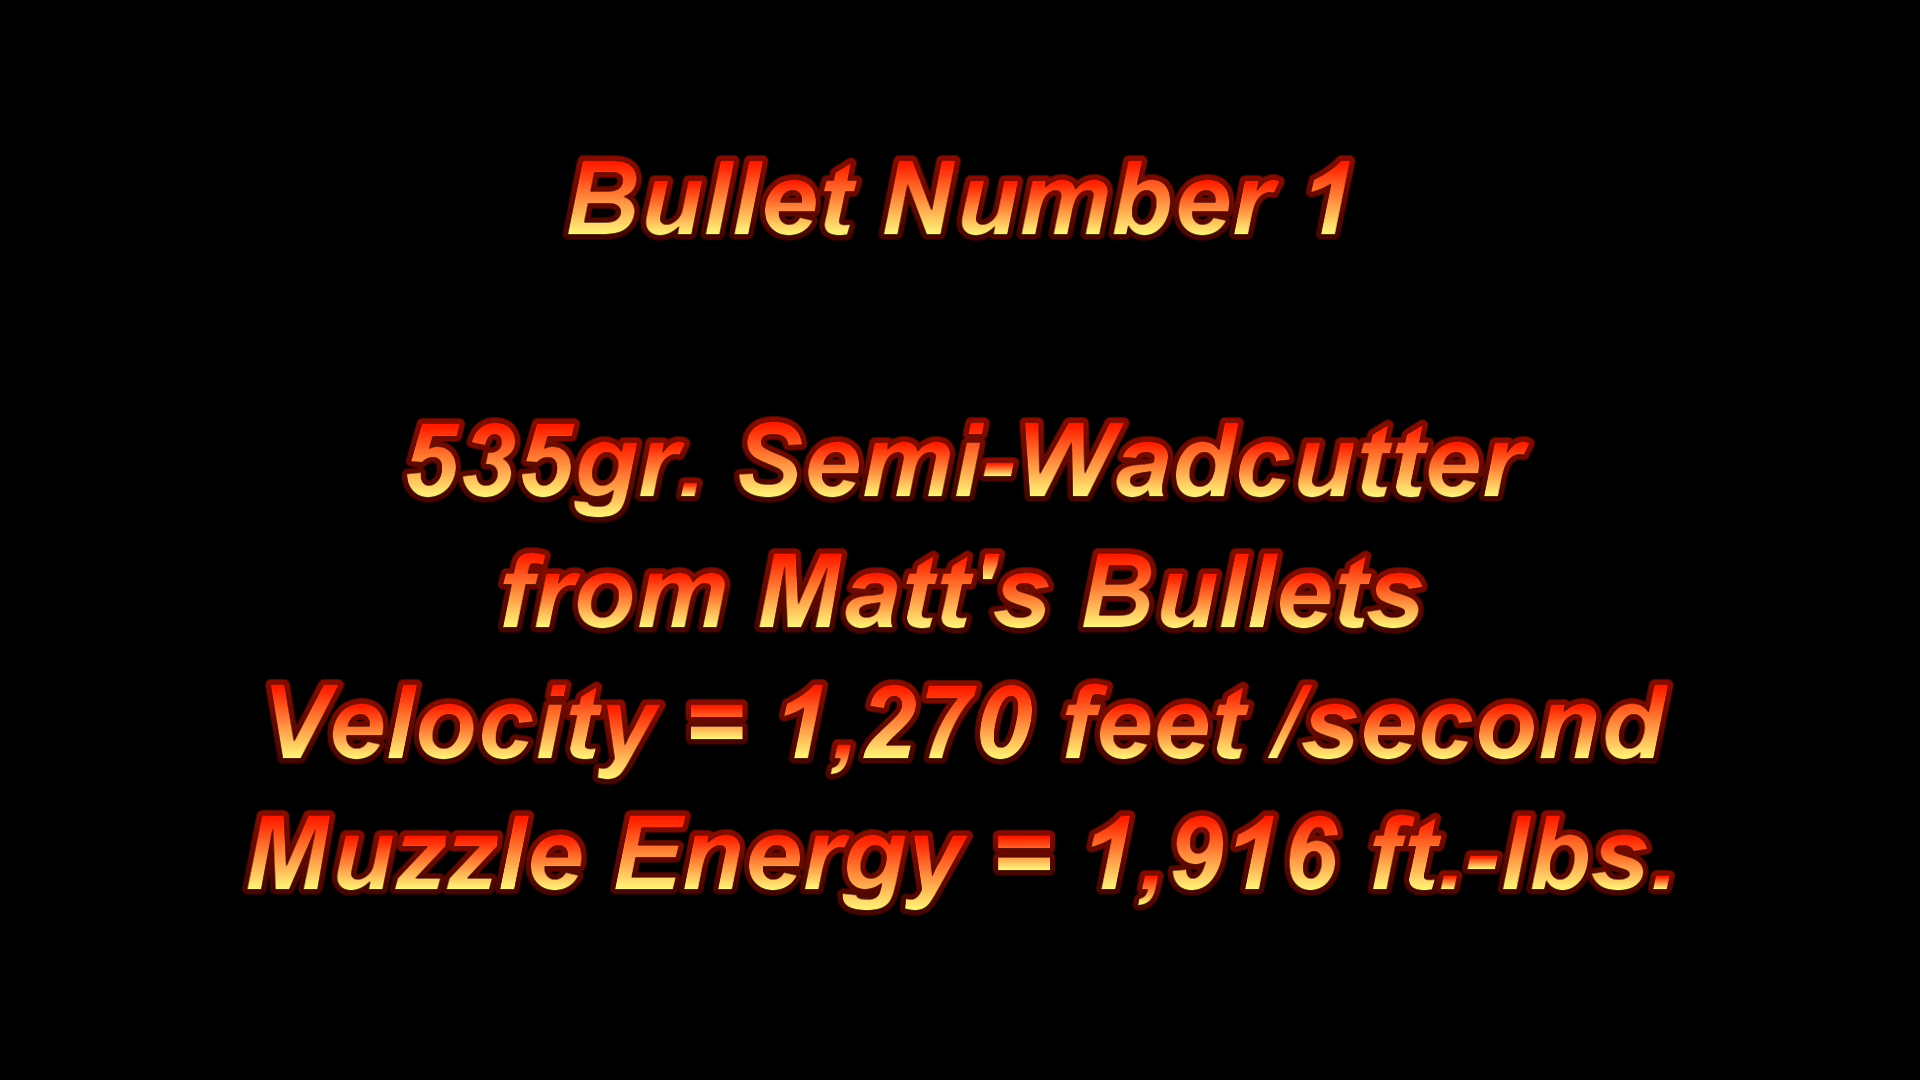 Bullet Number 1
535gr. Semi-Wadcutter
from Matt's Bullets
Velocity = 1,270 feet /second
Muzzle Energy = 1,916 ft.-lbs.